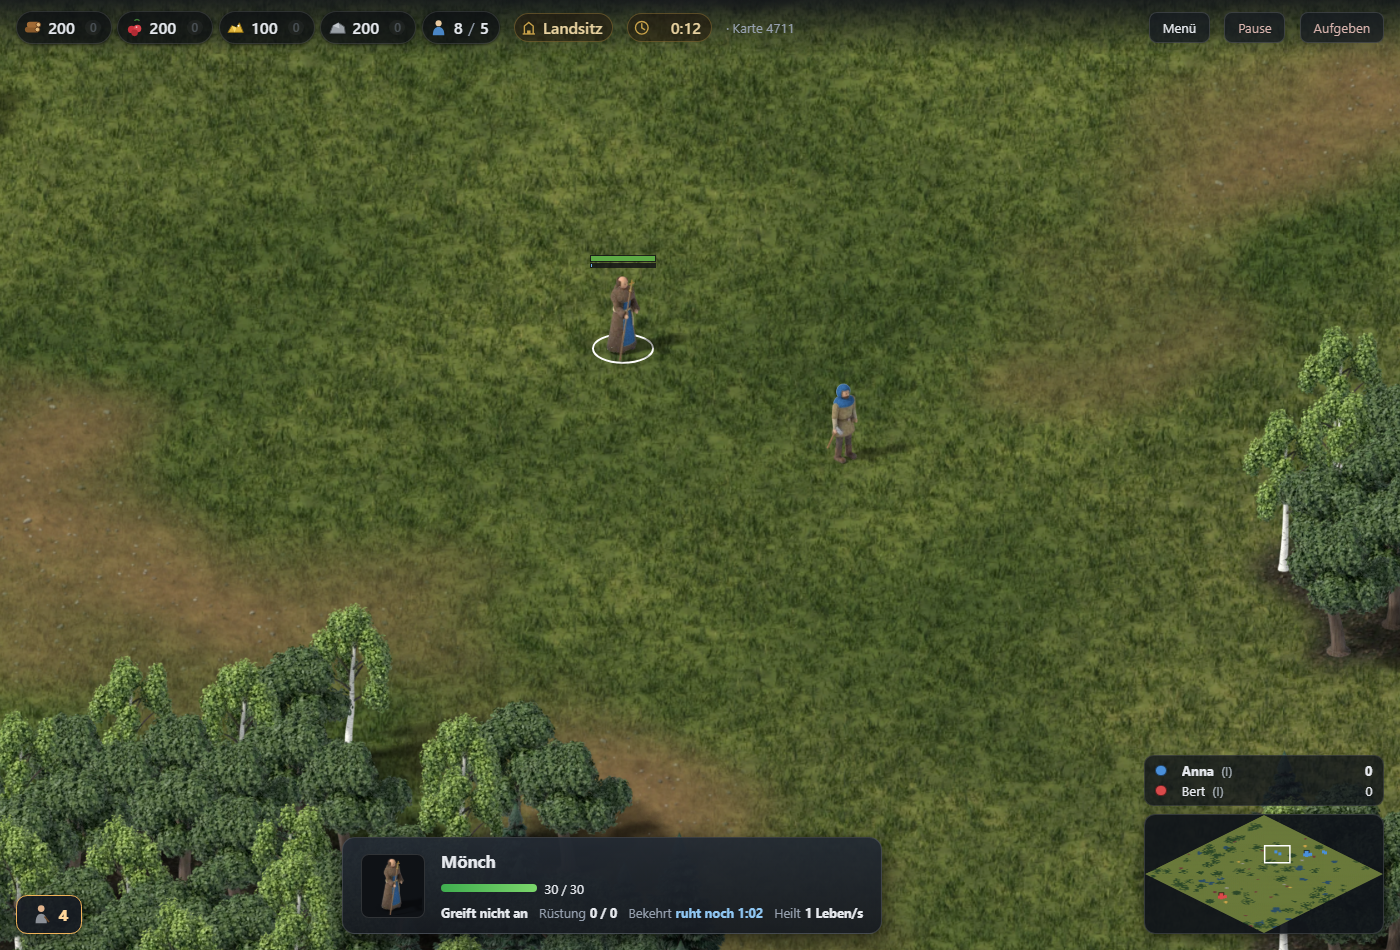 200 0 200 0 100 0 200 0 8 / 5 Landsitz 0:12 · Karte 4711 Menü Pause Aufgeben
Anna (I) 0
Bert (I) 0
Mönch
30 / 30
Greift nicht an Rüstung 0 / 0 Bekehrt ruht noch 1:02 Heilt 1 Leben/s
4